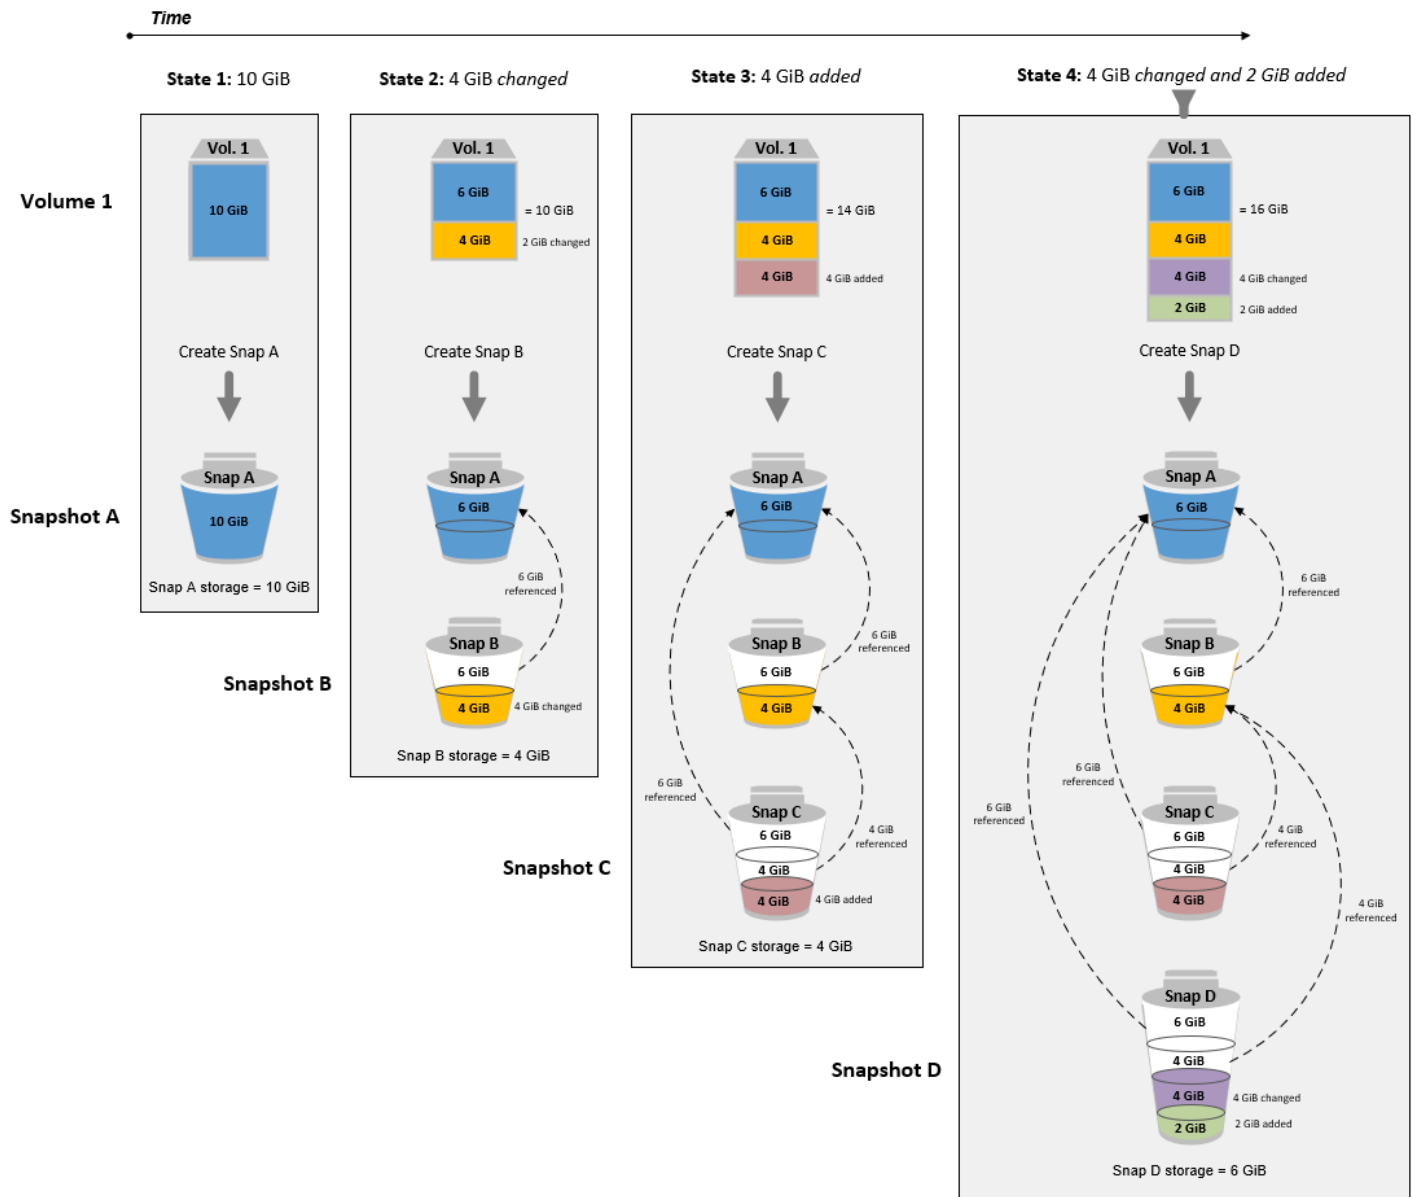 Time
State 1: 10 GiB
State 2: 4 GiB changed
State 3: 4 GiB added
State 4: 4 GiB changed and 2 GiB added
Volume 1
Vol. 1
10 GiB
Vol. 1
6 GiB
4 GiB
= 10 GiB
2 GiB changed
Vol. 1
6 GiB
4 GiB
4 GiB
= 14 GiB
4 GiB added
Vol. 1
6 GiB
4 GiB
4 GiB
2 GiB
= 16 GiB
4 GiB changed
2 GiB added
Create Snap A
Create Snap B
Create Snap C
Create Snap D
Snapshot A
Snap A
10 GiB
Snap A storage = 10 GiB
Snap A
6 GiB
6 GiB
referenced
Snap A
6 GiB
6 GiB
referenced
Snap A
6 GiB
6 GiB
referenced
Snapshot B
Snap B
6 GiB
4 GiB
4 GiB changed
Snap B storage = 4 GiB
Snap B
6 GiB
4 GiB
Snap B
6 GiB
4 GiB
Snapshot C
6 GiB
referenced
Snap C
6 GiB
4 GiB
4 GiB
4 GiB
referenced
4 GiB added
Snap C storage = 4 GiB
6 GiB
referenced
6 GiB
referenced
Snap C
6 GiB
4 GiB
4 GiB
4 GiB
referenced
4 GiB
referenced
Snapshot D
Snap D
6 GiB
4 GiB
4 GiB
2 GiB
4 GiB changed
2 GiB added
Snap D storage = 6 GiB